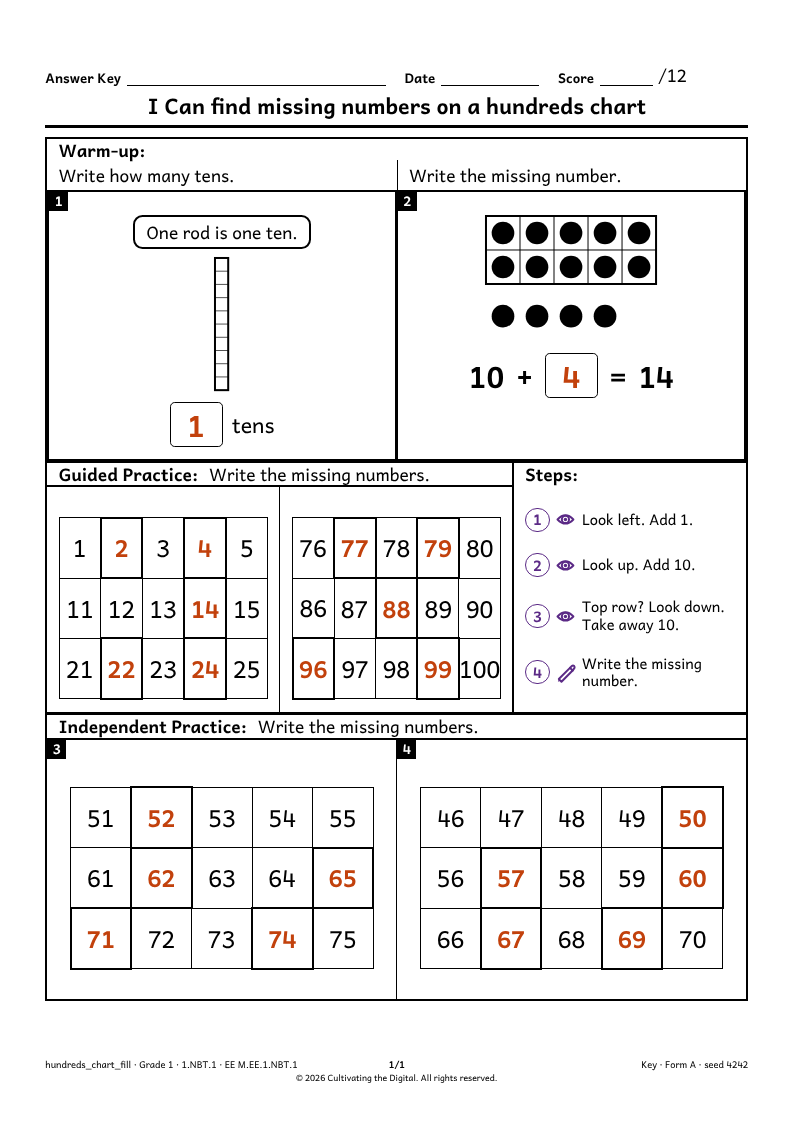 Answer Key Date Score /12
I Can find missing numbers on a hundreds chart
Warm-up:
Write how many tens.
Write the missing number.
1
One rod is one ten.
1 tens
2
10 + 4 = 14
Guided Practice: Write the missing numbers.
1 2 3 4 5
11 12 13 14 15
21 22 23 24 25
76 77 78 79 80
86 87 88 89 90
96 97 98 99 100
Steps:
1 Look left. Add 1.
2 Look up. Add 10.
3 Top row? Look down.
Take away 10.
4 Write the missing
number.
Independent Practice: Write the missing numbers.
3
51 52 53 54 55
61 62 63 64 65
71 72 73 74 75
4
46 47 48 49 50
56 57 58 59 60
66 67 68 69 70
hundreds_chart_fill · Grade 1 · 1.NBT.1 · EE M.EE.1.NBT.1 1/1 Key · Form A · seed 4242
© 2026 Cultivating the Digital. All rights reserved.